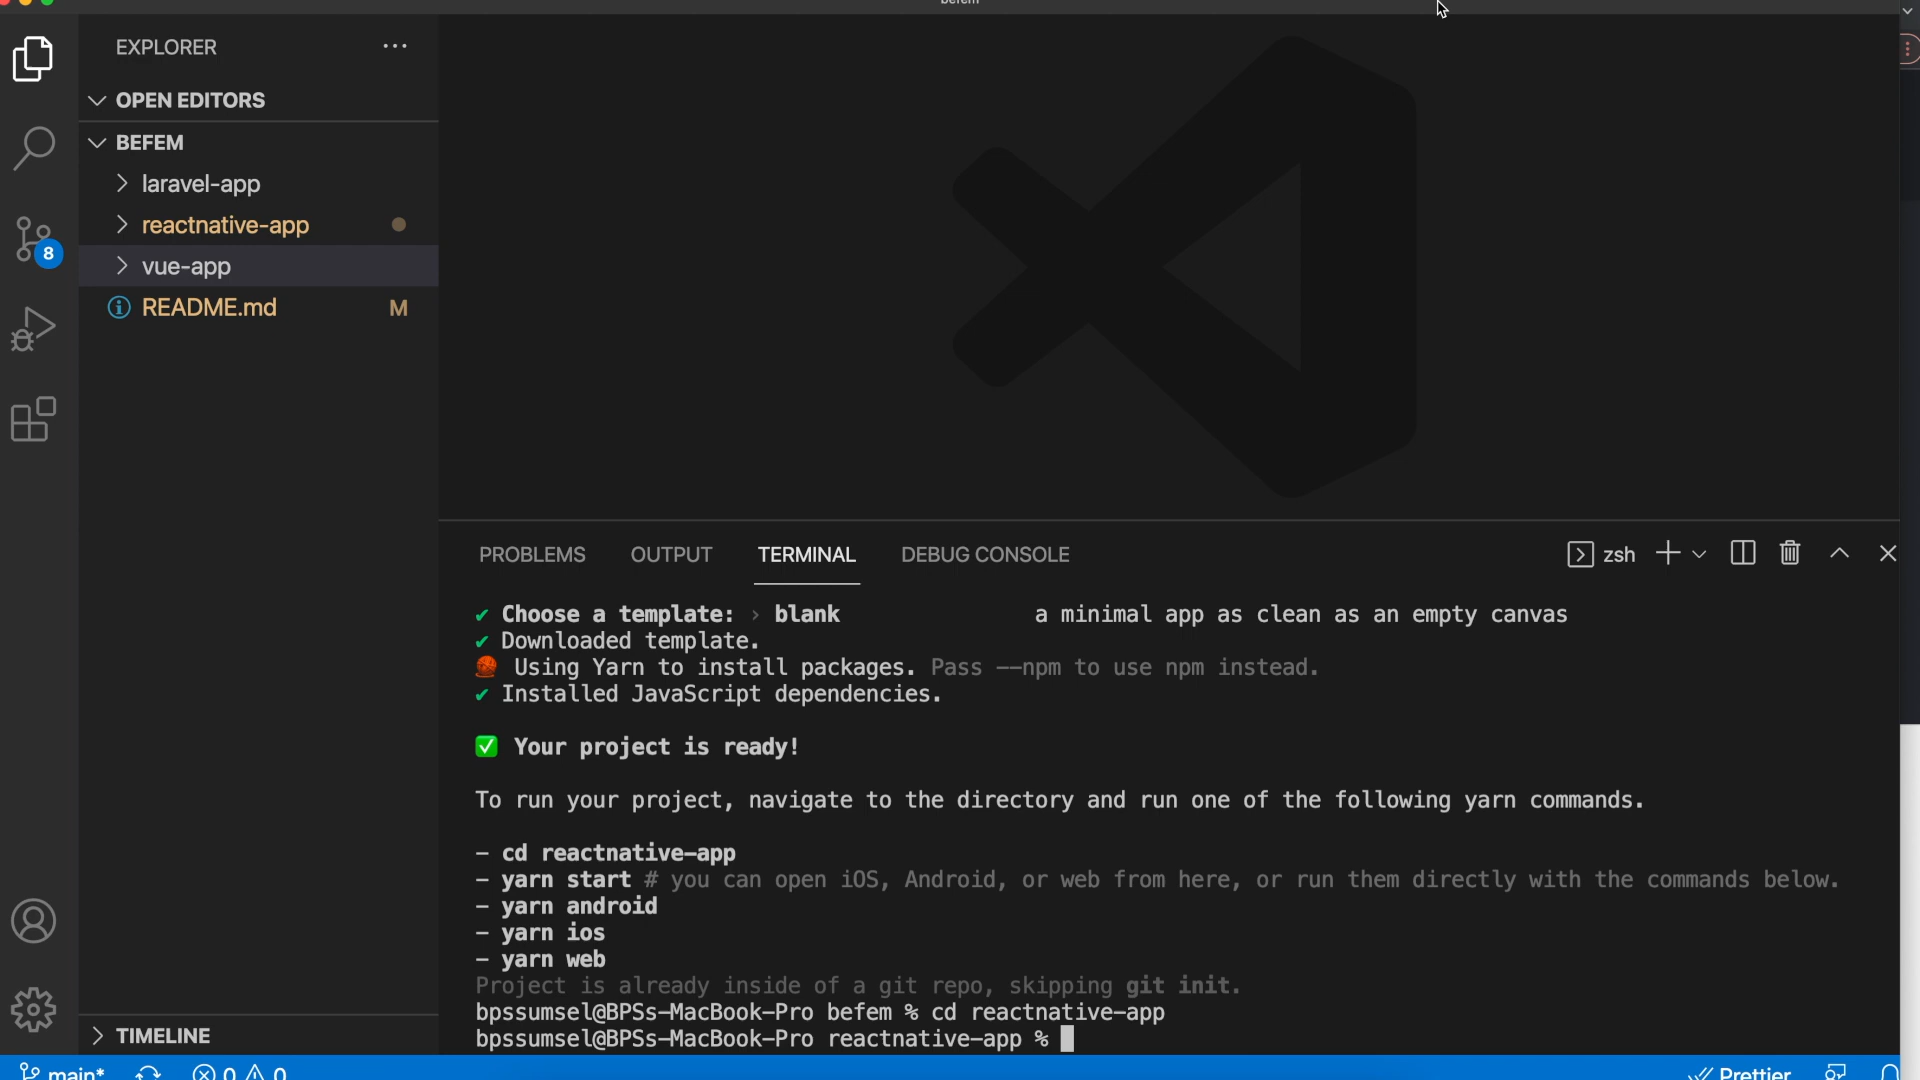 befem
EXPLORER
OPEN EDITORS
BEFEM
laravel-app
reactnative-app
vue-app
README.md M
8
TIMELINE
PROBLEMS OUTPUT TERMINAL DEBUG CONSOLE zsh
✔ Choose a template: › blank a minimal app as clean as an empty canvas
✔ Downloaded template.
🧶 Using Yarn to install packages. Pass --npm to use npm instead.
✔ Installed JavaScript dependencies.
✅ Your project is ready!
To run your project, navigate to the directory and run one of the following yarn commands.
- cd reactnative-app
- yarn start # you can open iOS, Android, or web from here, or run them directly with the commands below.
- yarn android
- yarn ios
- yarn web
Project is already inside of a git repo, skipping git init.
bpssumsel@BPSs-MacBook-Pro befem % cd reactnative-app
bpssumsel@BPSs-MacBook-Pro reactnative-app %
main* 0 0 Prettier